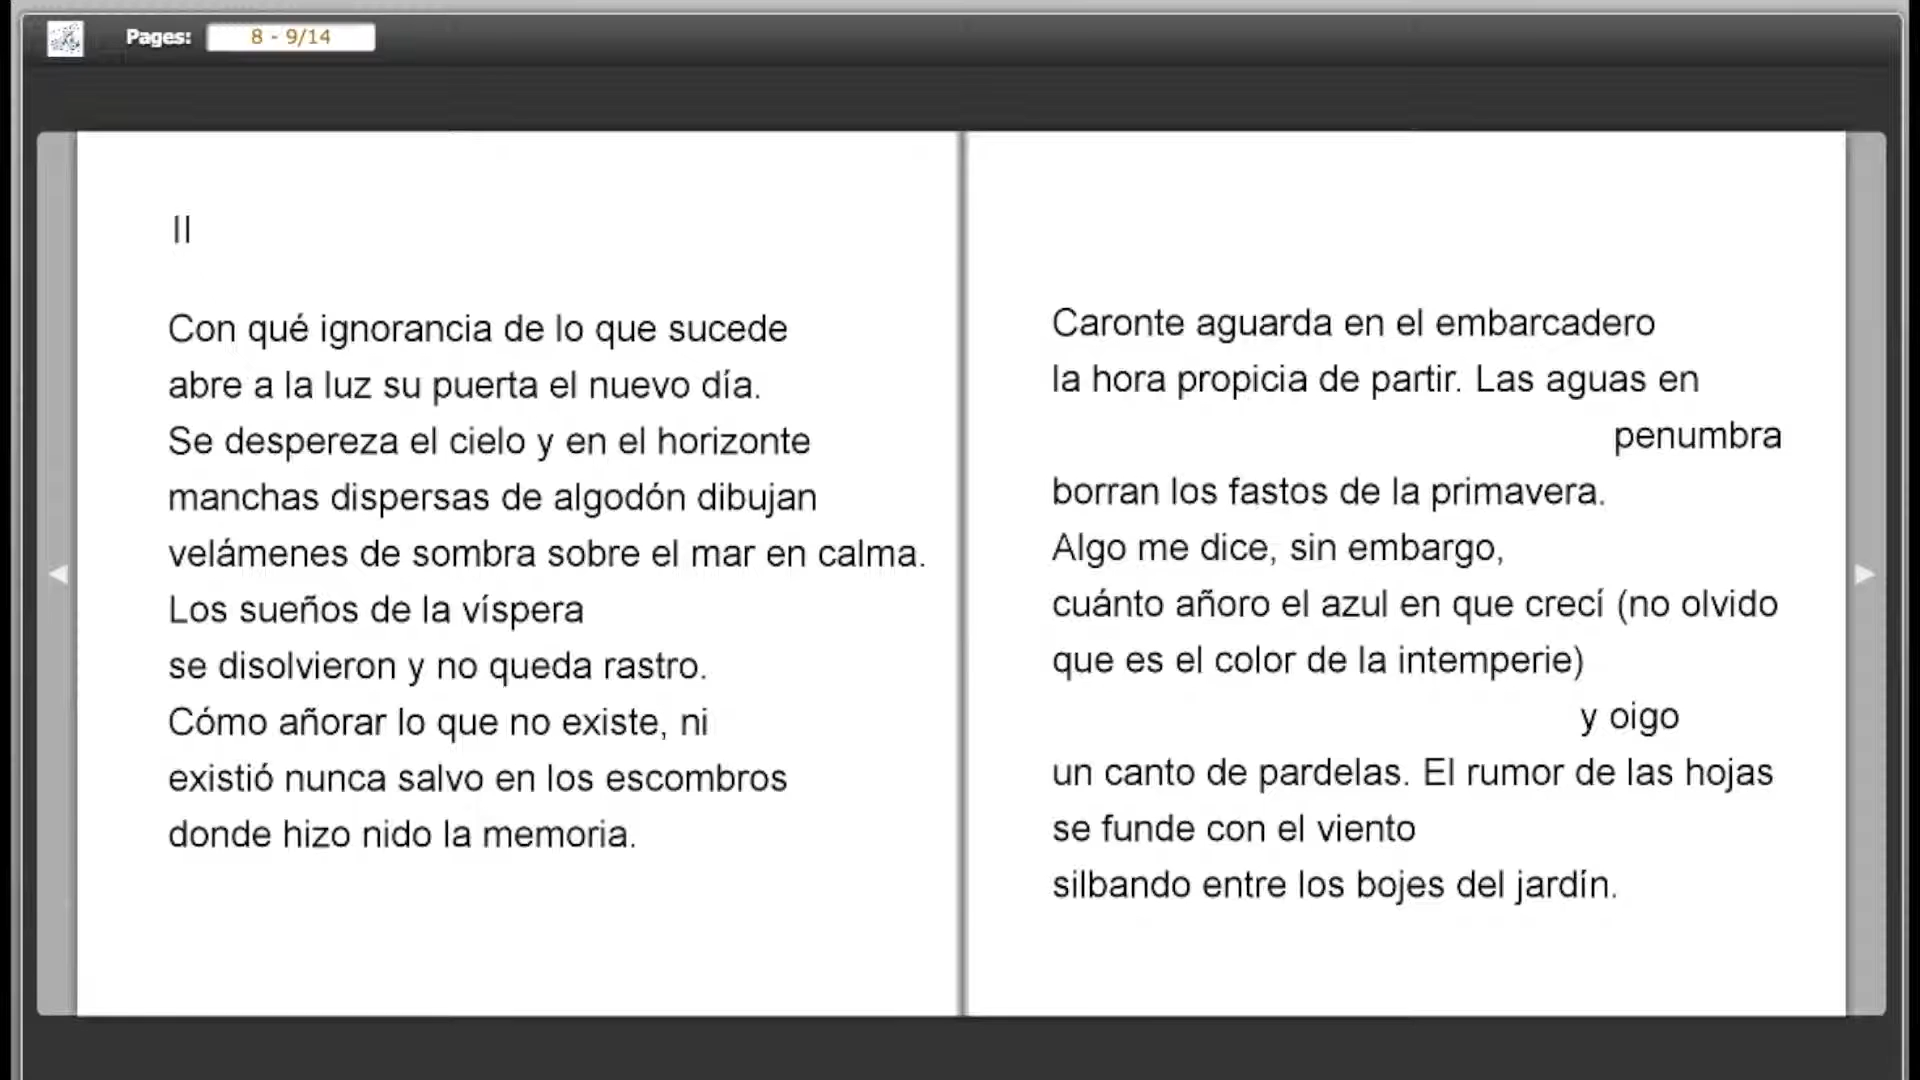 Pages: 8 - 9/14
II
Con qué ignorancia de lo que sucede
abre a la luz su puerta el nuevo día.
Se despereza el cielo y en el horizonte
manchas dispersas de algodón dibujan
velámenes de sombra sobre el mar en calma.
Los sueños de la víspera
se disolvieron y no queda rastro.
Cómo añorar lo que no existe, ni
existió nunca salvo en los escombros
donde hizo nido la memoria.
Caronte aguarda en el embarcadero
la hora propicia de partir. Las aguas en
penumbra
borran los fastos de la primavera.
Algo me dice, sin embargo,
cuánto añoro el azul en que crecí (no olvido
que es el color de la intemperie)
y oigo
un canto de pardelas. El rumor de las hojas
se funde con el viento
silbando entre los bojes del jardín.